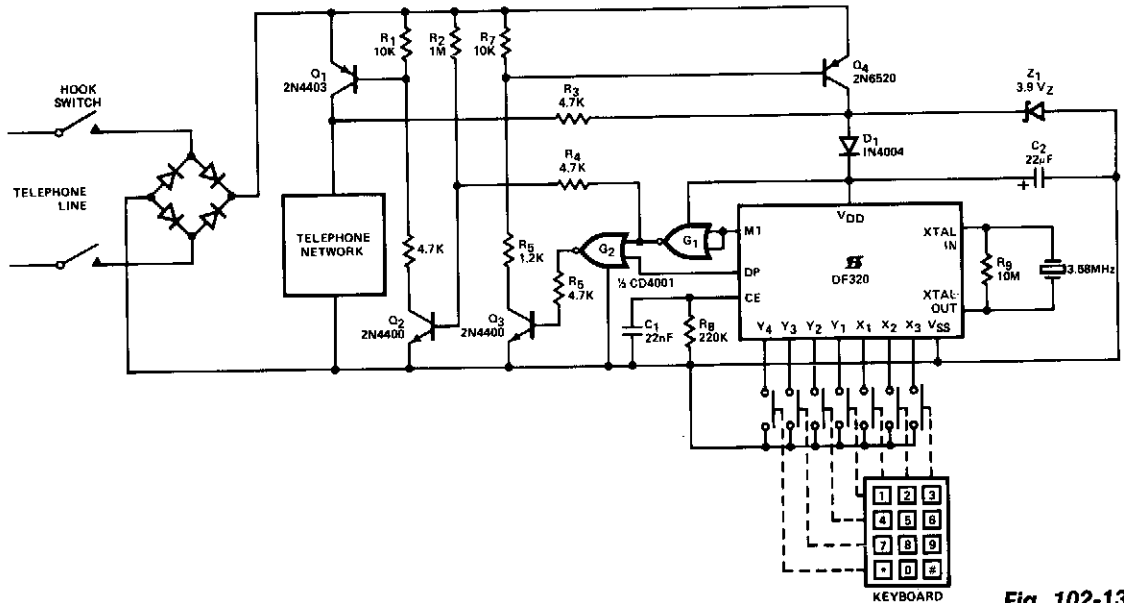 HOOK
SWITCH
TELEPHONE
LINE
Q1
2N4403
R1
10K
R2
1M
R7
10K
R3
4.7K
R4
4.7K
Q4
2N6520
Z1
3.9 VZ
D1
IN4004
C2
22μF
+
TELEPHONE
NETWORK
4.7K
Q2
2N4400
R5
1.2K
R5
4.7K
Q3
2N4400
G2
G1
½ CD4001
C1
22nF
R8
220K
VDD
M1
DP
CE
DF320
XTAL
IN
XTAL
OUT
Y4 Y3 Y2 Y1 X1 X2 X3 VSS
R9
10M
3.58MHz
1 2 3
4 5 6
7 8 9
* 0 #
KEYBOARD
Fig. 102-13